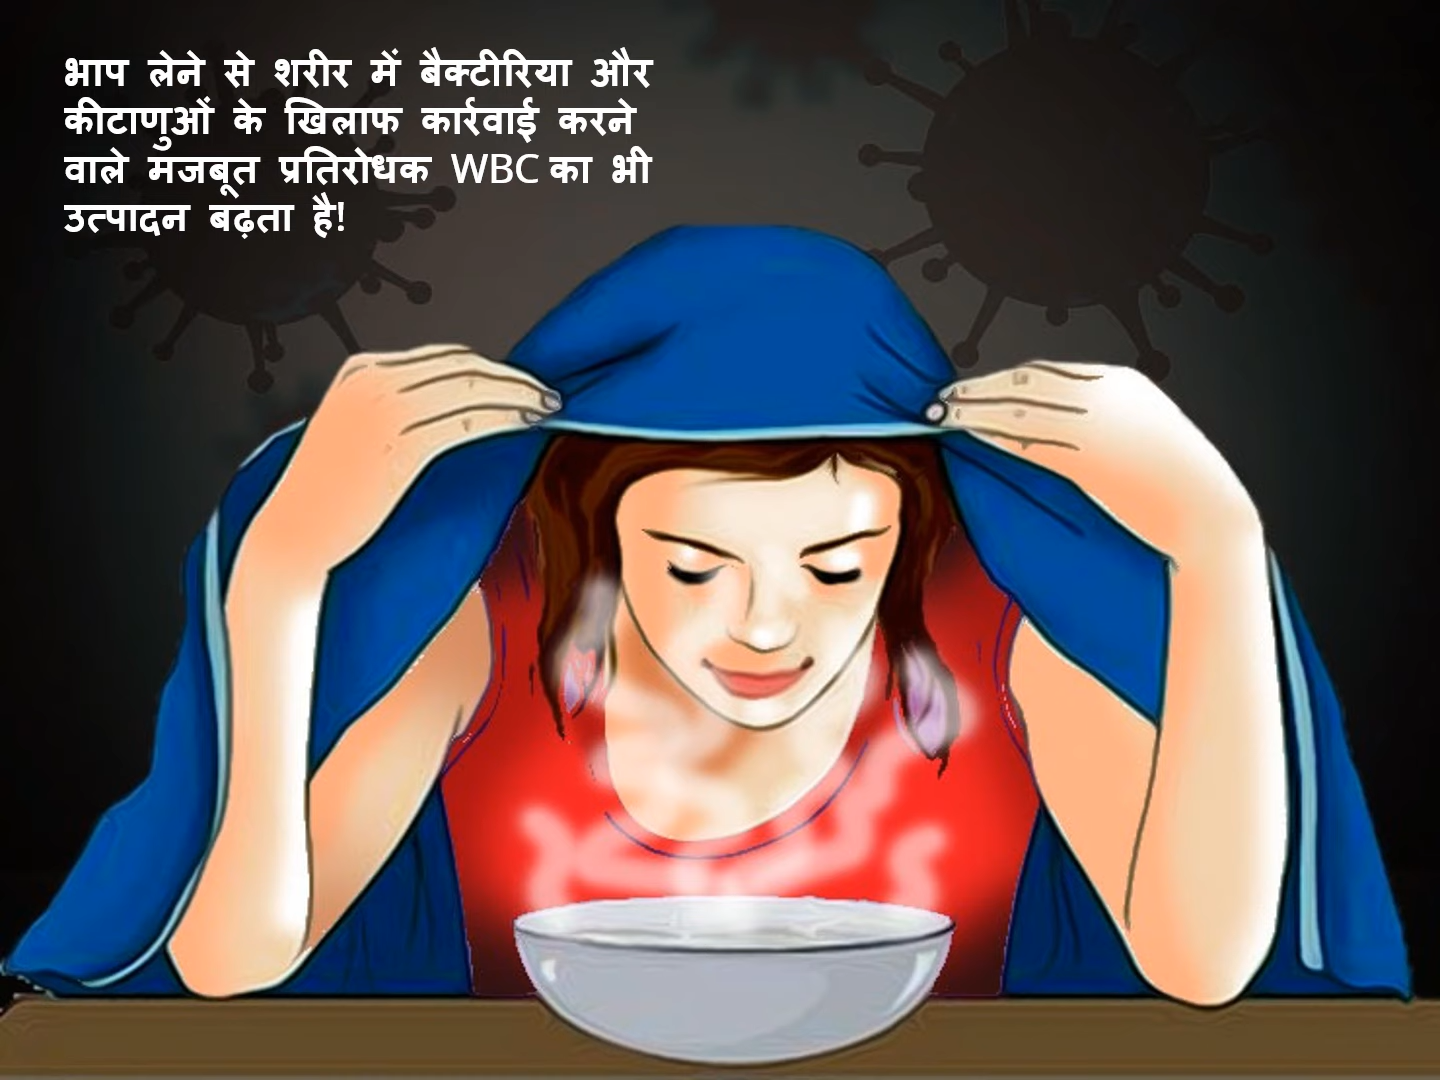 भाप लेने से शरीर में बैक्टीरिया और
कीटाणुओं के खिलाफ कार्रवाई करने
वाले मजबूत प्रतिरोधक WBC का भी
उत्पादन बढ़ता है!